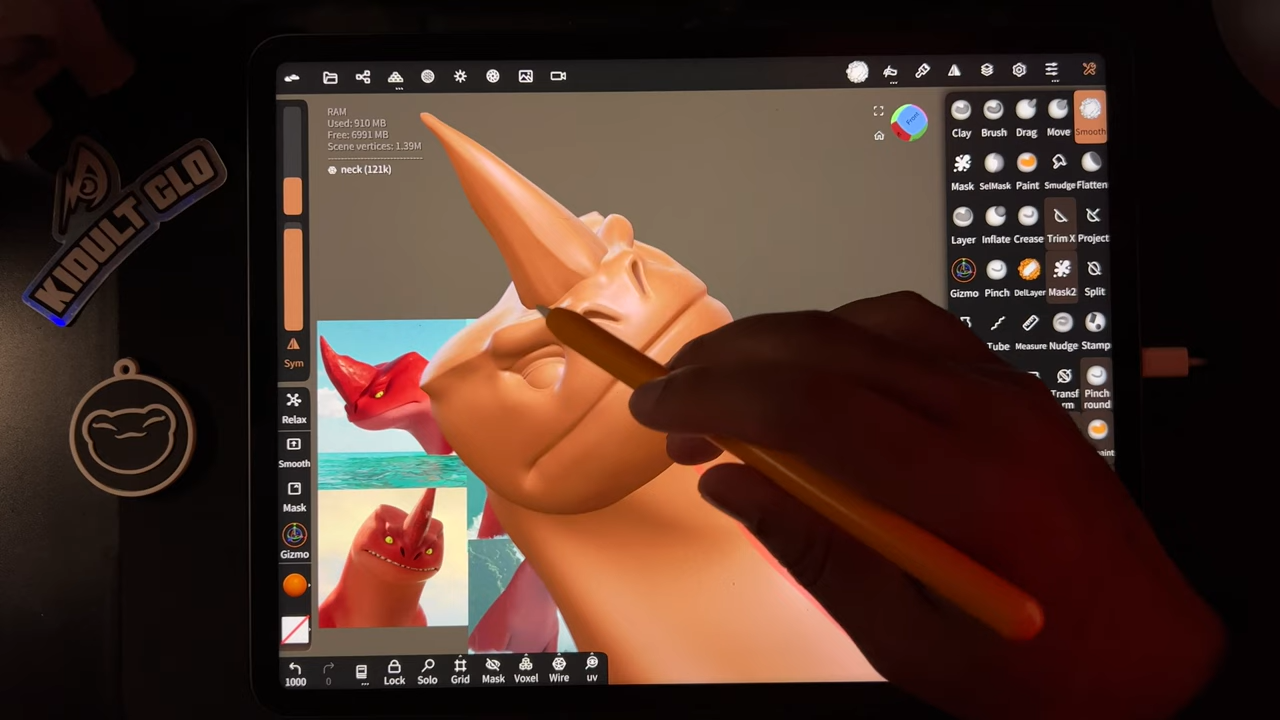 KIDULT CLO
RAM
Used: 910 MB
Free: 6991 MB
Scene vertices: 1.39M
neck (121k)
Front
Sym
Relax
Smooth
Mask
Gizmo
Clay Brush Drag Move Smooth
Mask SelMask Paint Smudge Flatten
Layer Inflate Crease Trim X Project
Gizmo Pinch DelLayer Mask2 Split
Tube Measure Nudge Stamp
Pinch
round
1000 0 Lock Solo Grid Mask Voxel Wire uv